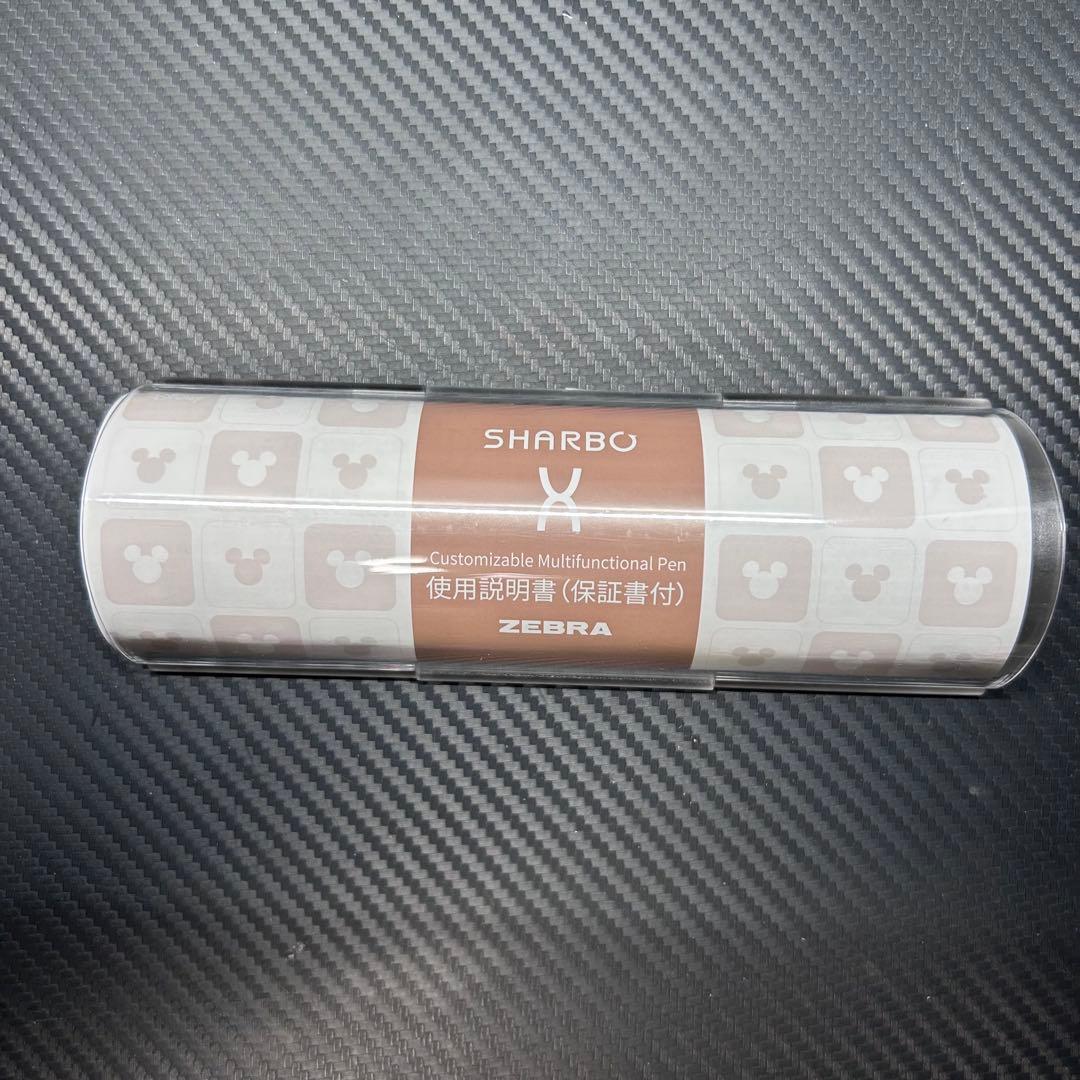 SHARBO
X
Customizable Multifunctional Pen
使用説明書(保証書付)
ZEBRA